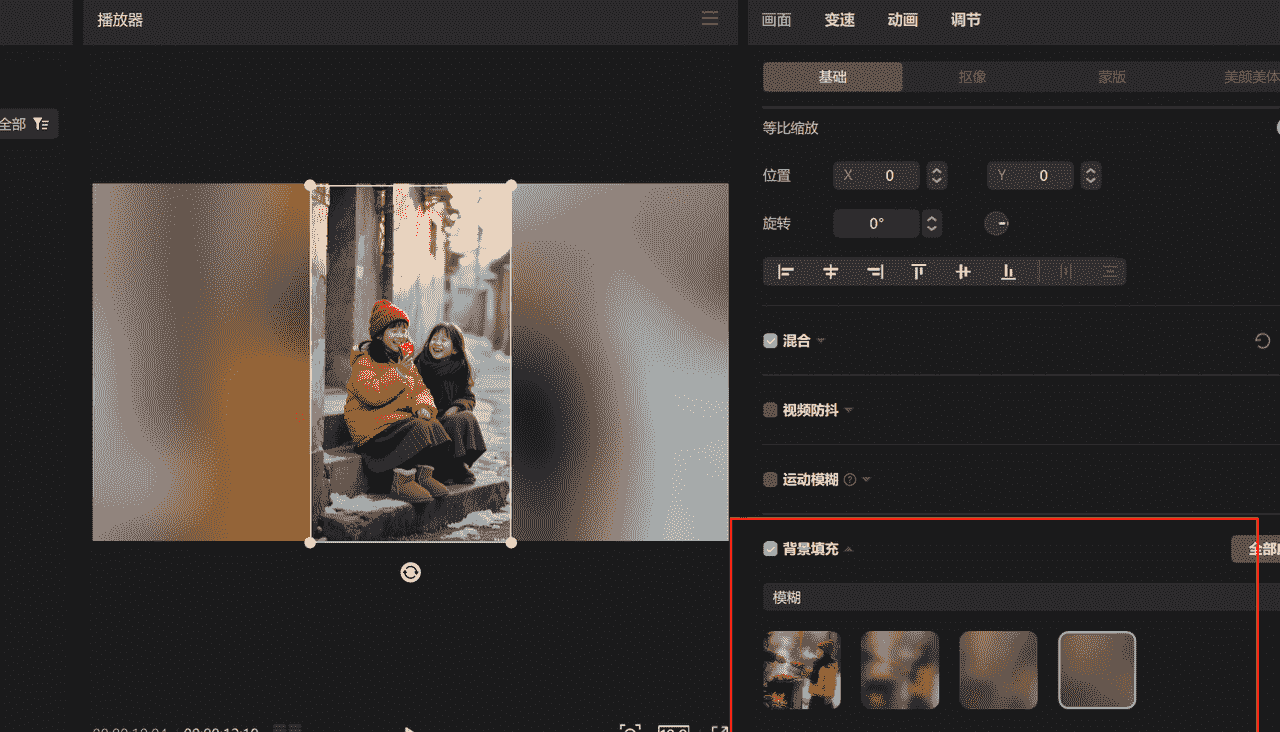 播放器
画面 变速 动画 调节
基础 抠像 蒙版 美颜美体
全部
等比缩放
位置 X 0 Y 0
旋转 0°
混合
视频防抖
运动模糊
背景填充 全部
模糊